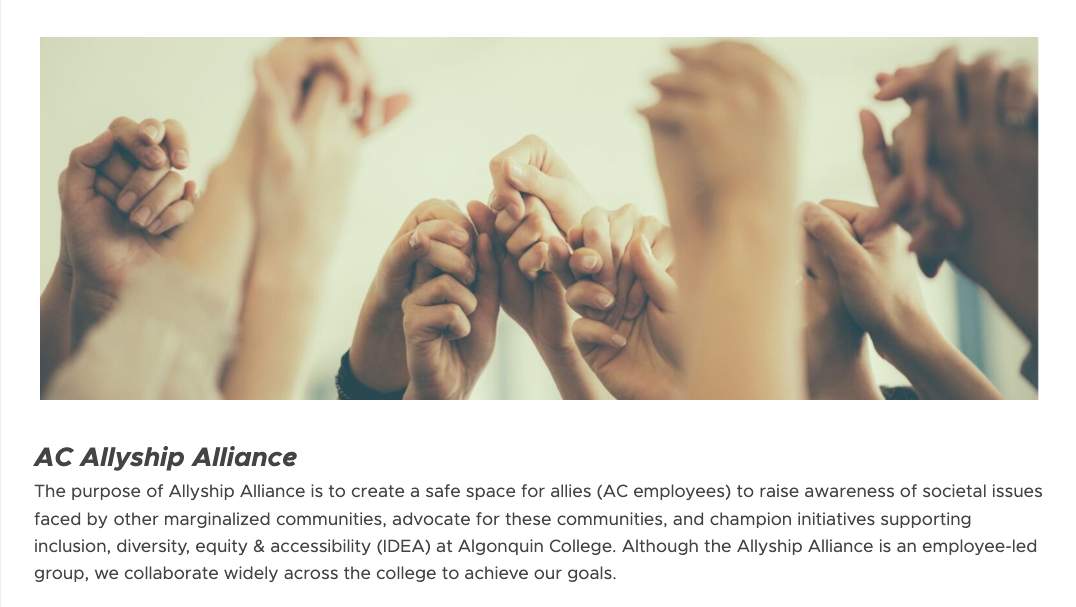 AC Allyship Alliance
The purpose of Allyship Alliance is to create a safe space for allies (AC employees) to raise awareness of societal issues
faced by other marginalized communities, advocate for these communities, and champion initiatives supporting
inclusion, diversity, equity & accessibility (IDEA) at Algonquin College. Although the Allyship Alliance is an employee-led
group, we collaborate widely across the college to achieve our goals.